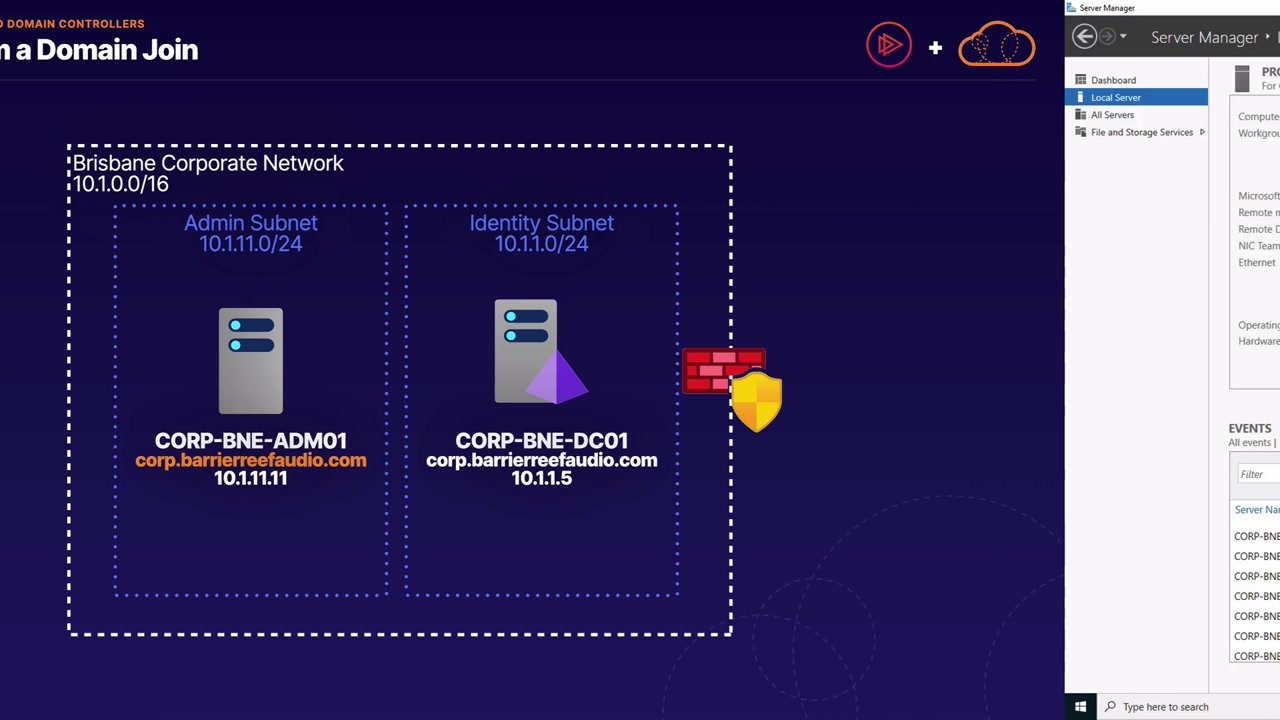 DOMAIN CONTROLLERS
a Domain Join
Brisbane Corporate Network
10.1.0.0/16
Admin Subnet
10.1.11.0/24
Identity Subnet
10.1.1.0/24
CORP-BNE-ADM01
corp.barrierreefaudio.com
10.1.11.11
CORP-BNE-DC01
corp.barrierreefaudio.com
10.1.1.5
Server Manager
Server Manager
Dashboard
Local Server
All Servers
File and Storage Services
PRO
For
Compute
Workgrou
Microsoft
Remote m
Remote D
NIC Team
Ethernet
Operating
Hardware
EVENTS
All events |
Filter
Server Nam
CORP-BNE
CORP-BNE
CORP-BNE
CORP-BNE
CORP-BNE
CORP-BNE
CORP-BNE
Type here to search